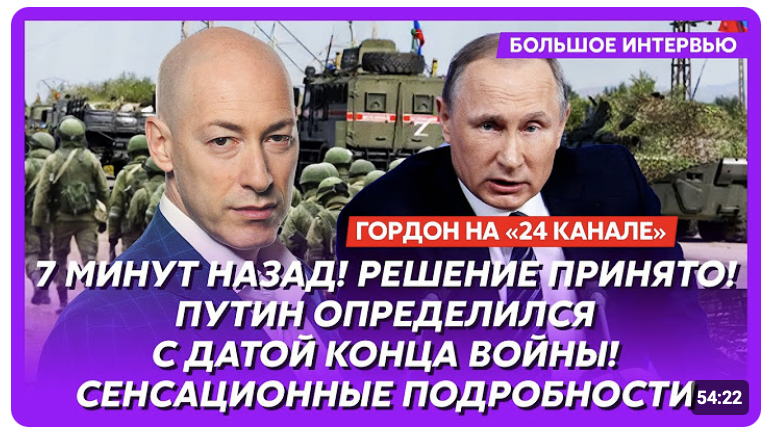 БОЛЬШОЕ ИНТЕРВЬЮ
Z
ГОРДОН НА «24 КАНАЛЕ»
7 МИНУТ НАЗАД! РЕШЕНИЕ ПРИНЯТО!
ПУТИН ОПРЕДЕЛИЛСЯ
С ДАТОЙ КОНЦА ВОЙНЫ!
СЕНСАЦИОННЫЕ ПОДРОБНОСТИ
54:22